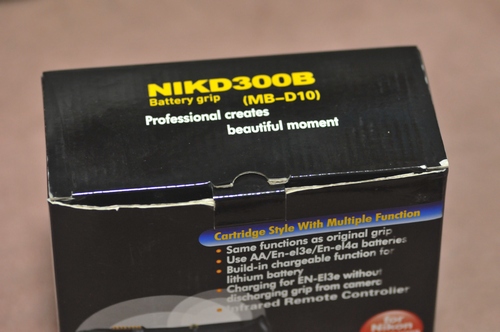 NIKD300B
Battery grip (MB-D10)
Professional creates
beautiful moment
Cartridge Style With Multiple Function
• Same functions as original grip
• Use AA/En-el3e/En-el4a batteries
• Build-in chargeable function for
lithium battery
• Charging for EN-El3e without
discharging grip from camera
• Infrared Remote Controller
for
Nikon